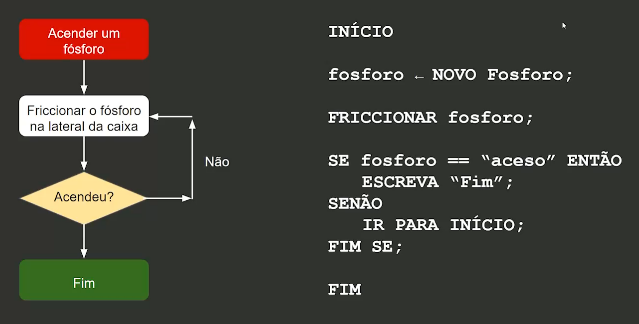 Acender um
fósforo
Friccionar o fósforo
na lateral da caixa
Não
Acendeu?
Fim
INÍCIO
fosforo ← NOVO Fosforo;
FRICCIONAR fosforo;
SE fosforo == “aceso” ENTÃO
ESCREVA “Fim”;
SENÃO
IR PARA INÍCIO;
FIM SE;
FIM